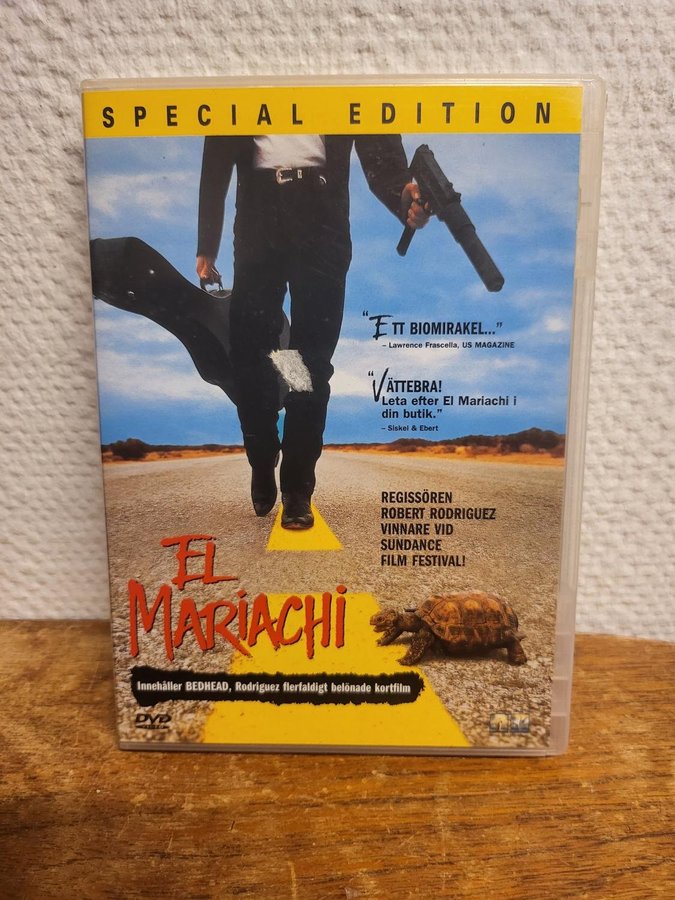 SPECIAL EDITION
"ETT BIOMIRAKEL..."
– Lawrence Frascella, US MAGAZINE
"VÄTTEBRA!
Leta efter El Mariachi i
din butik."
– Siskel & Ebert
REGISSÖREN
ROBERT RODRIGUEZ
VINNARE VID
SUNDANCE
FILM FESTIVAL!
EL
MARIACHI
Innehåller BEDHEAD, Rodriguez flerfaldigt belönade kortfilm
DVD